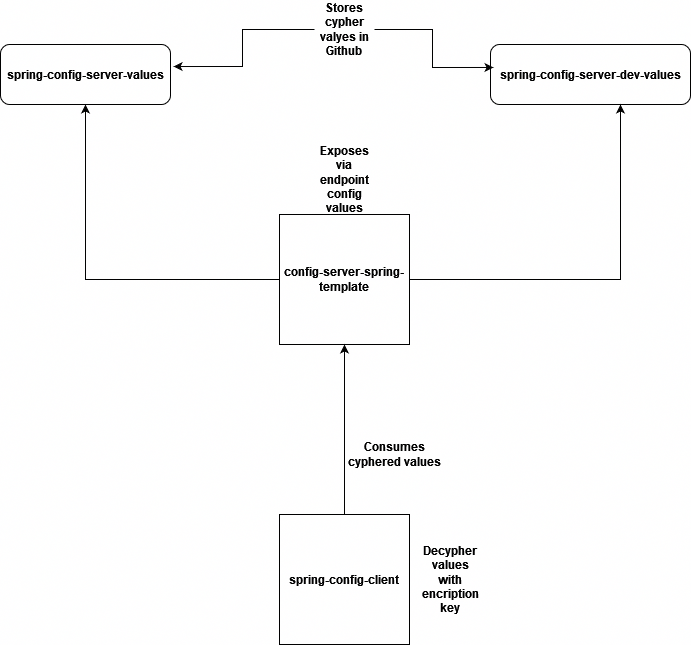 Stores
cypher
valyes in
Github
spring-config-server-values
spring-config-server-dev-values
Exposes
via
endpoint
config
values
config-server-spring-
template
Consumes
cyphered values
spring-config-client
Decypher
values
with
encription
key